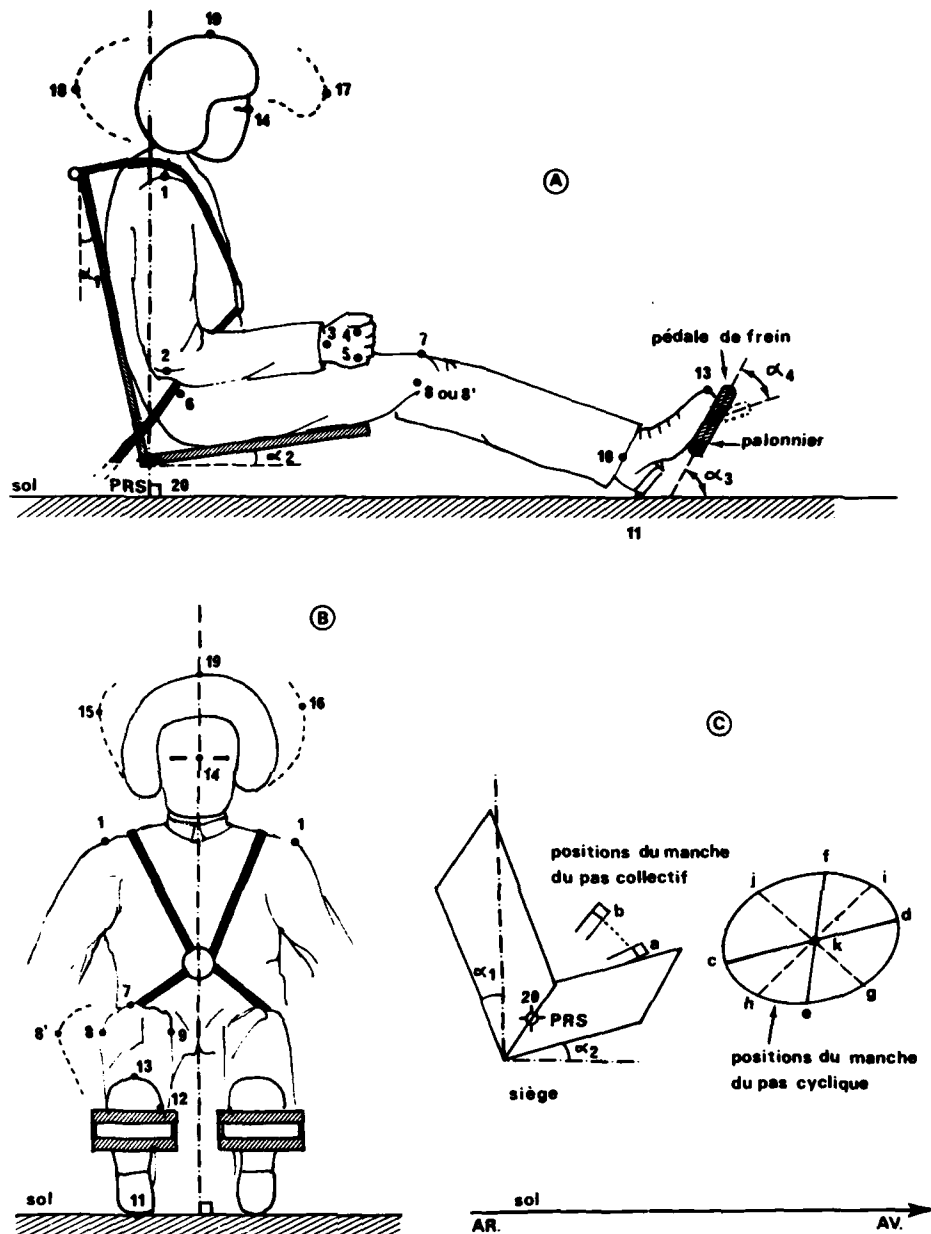 19
18
17
14
1
A
α1
3
4
5
7
2
6
8 ou 8'
pédale de frein
13
α4
palonnier
10
α2
α3
sol
PRS
20
11
B
19
15
16
14
1
1
C
positions du manche
du pas collectif
b
a
f
j
i
d
k
c
h
g
e
α1
20
PRS
α2
siège
positions du manche
du pas cyclique
7
8'
8
9
13
12
11
sol
sol
AR.
AV.